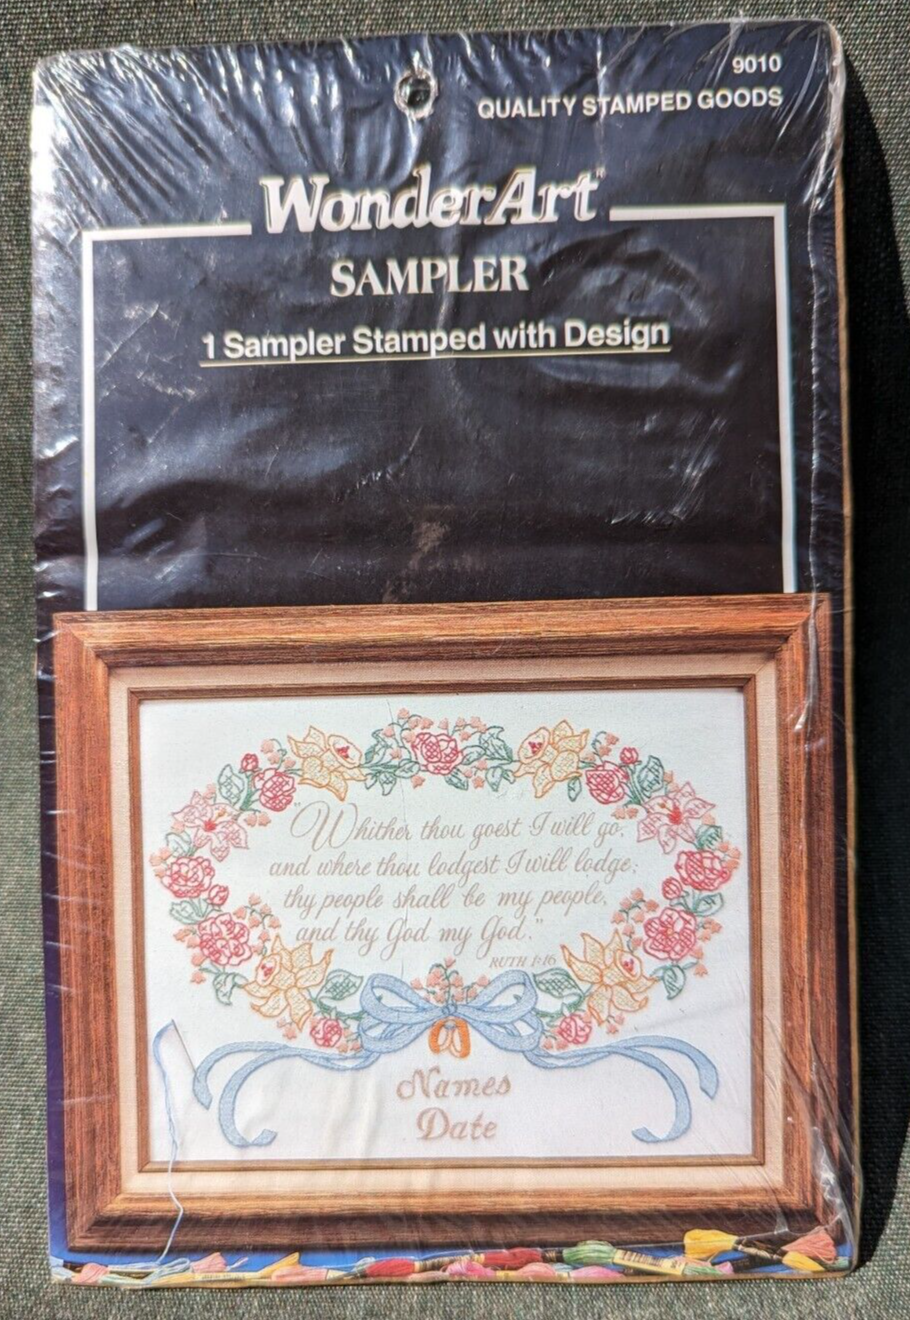 9010
QUALITY STAMPED GOODS
WonderArt
SAMPLER
1 Sampler Stamped with Design
"Whither thou goest I will go,
and where thou lodgest I will lodge;
thy people shall be my people,
and thy God my God."
RUTH 1:16
Names
Date